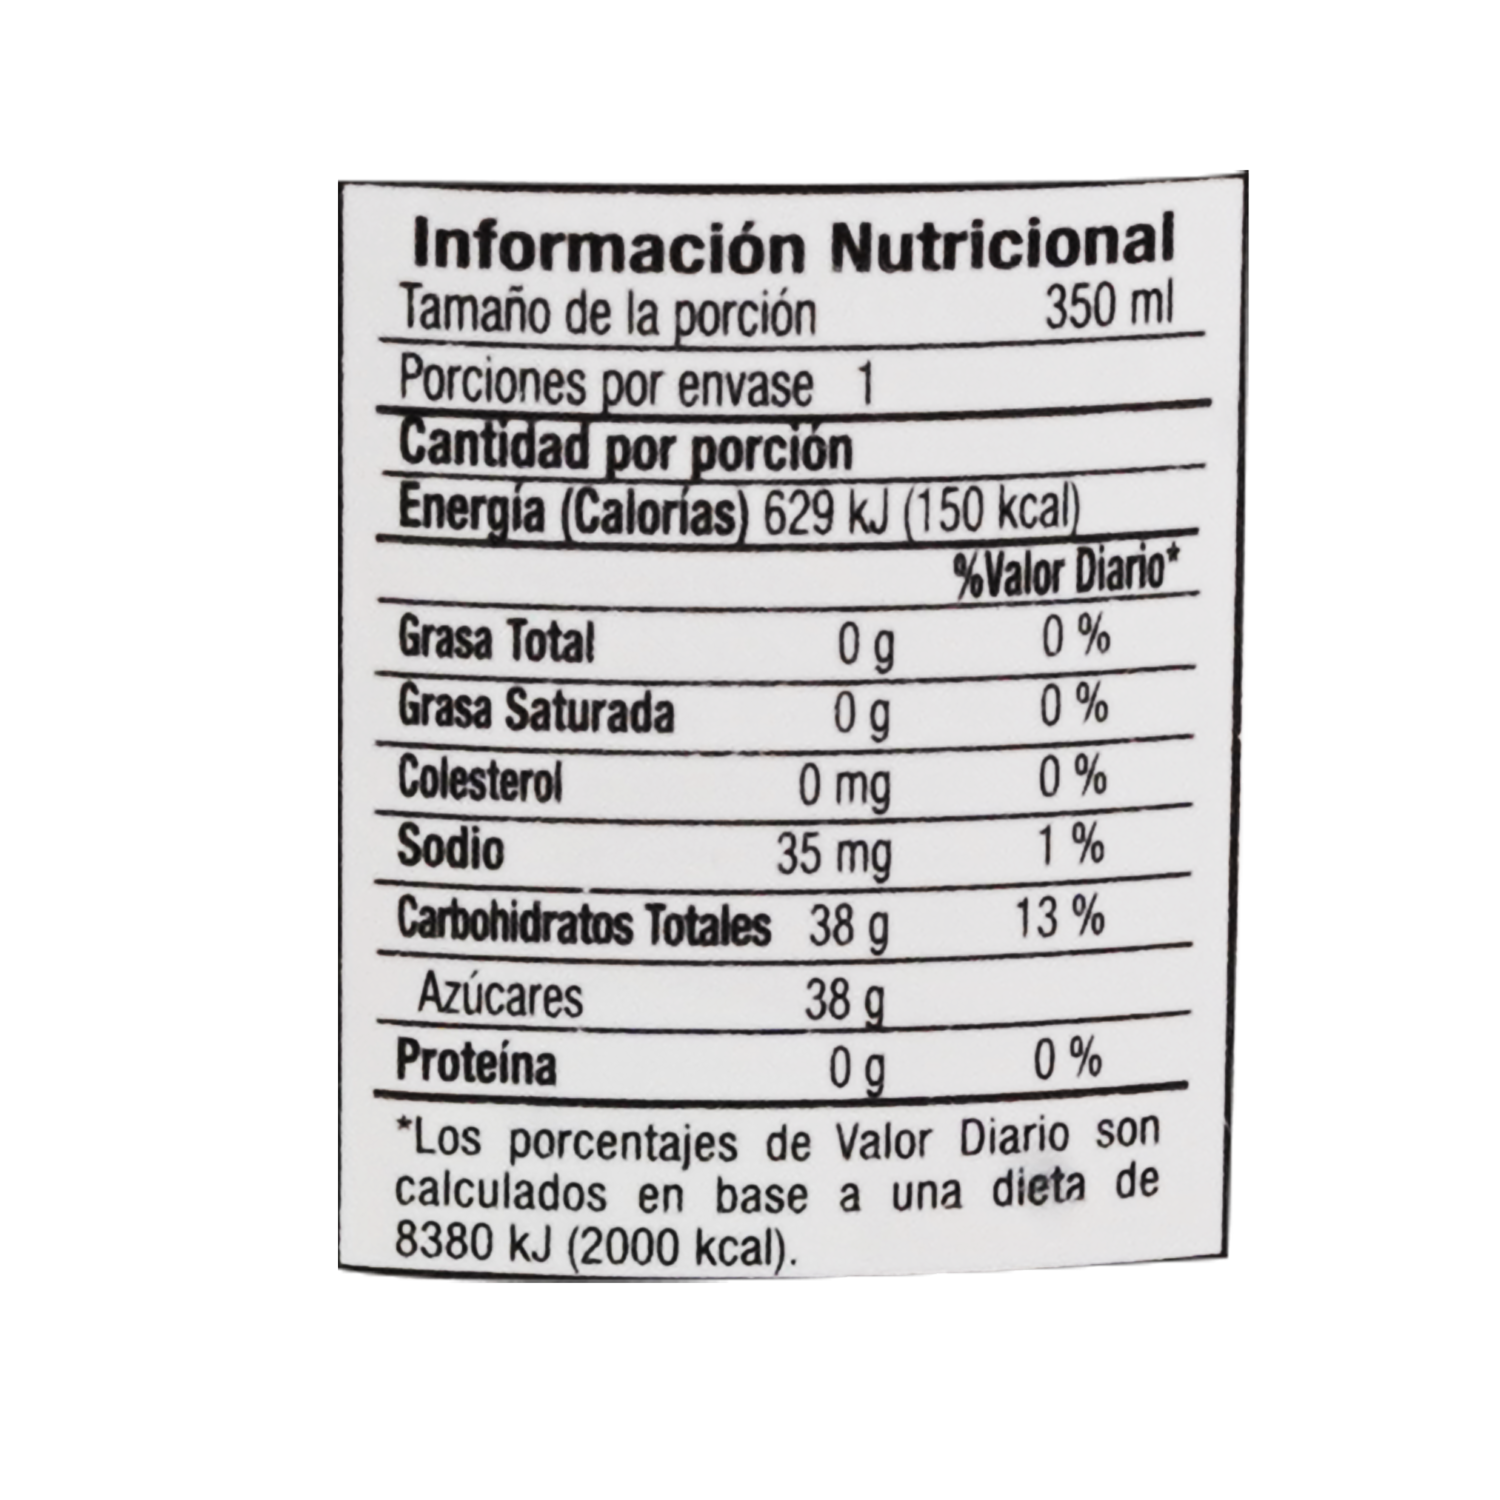 Información Nutricional
Tamaño de la porción 350 ml
Porciones por envase 1
Cantidad por porción
Energía (Calorías) 629 kJ (150 kcal)
%Valor Diario*
Grasa Total 0 g 0 %
Grasa Saturada 0 g 0 %
Colesterol 0 mg 0 %
Sodio 35 mg 1 %
Carbohidratos Totales 38 g 13 %
Azúcares 38 g
Proteína 0 g 0 %
*Los porcentajes de Valor Diario son
calculados en base a una dieta de
8380 kJ (2000 kcal).